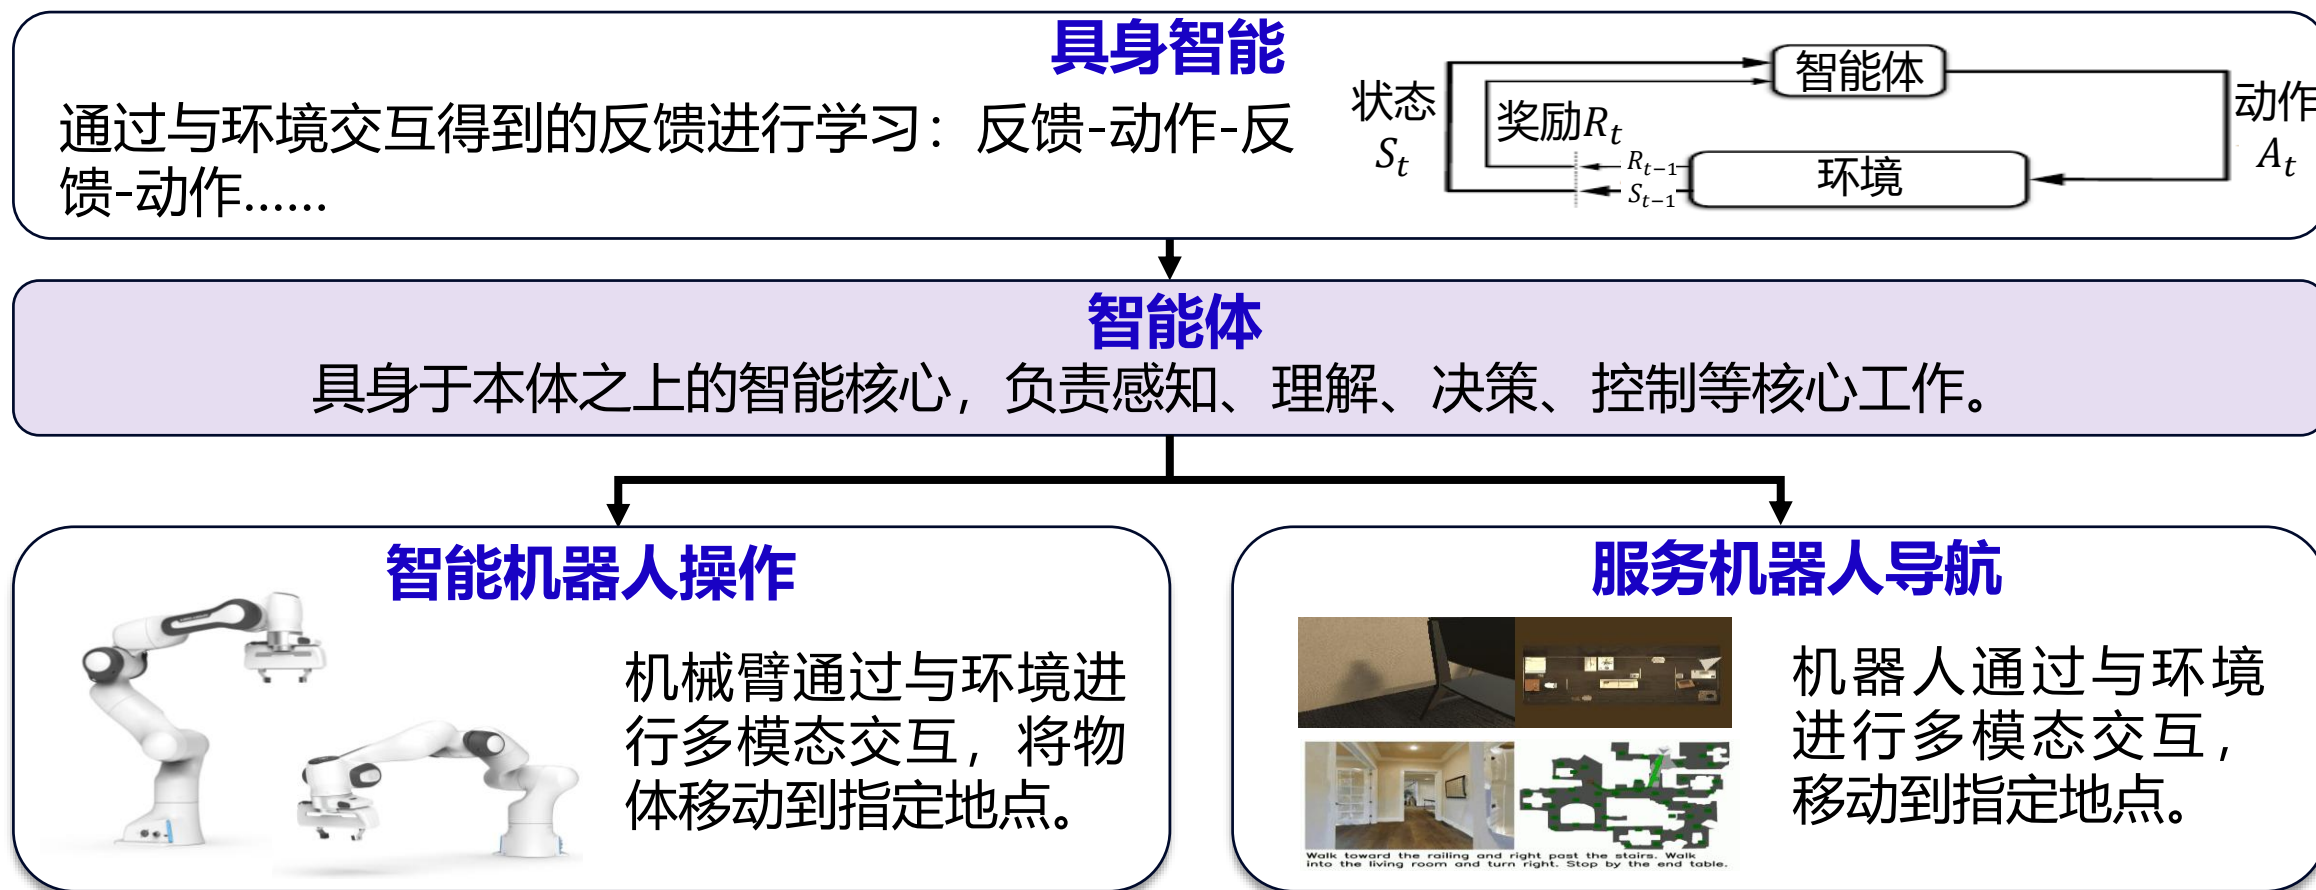 具身智能
通过与环境交互得到的反馈进行学习：反馈-动作-反
馈-动作……
智能体
状态
S_t
奖励R_t
动作
A_t
R_{t-1}
环境
S_{t-1}
智能体
具身于本体之上的智能核心，负责感知、理解、决策、控制等核心工作。
智能机器人操作
机械臂通过与环境进
行多模态交互，将物
体移动到指定地点。
服务机器人导航
机器人通过与环境
进行多模态交互，
移动到指定地点。
Walk toward the railing and right past the stairs. Walk
into the living room and turn right. Stop by the end table.